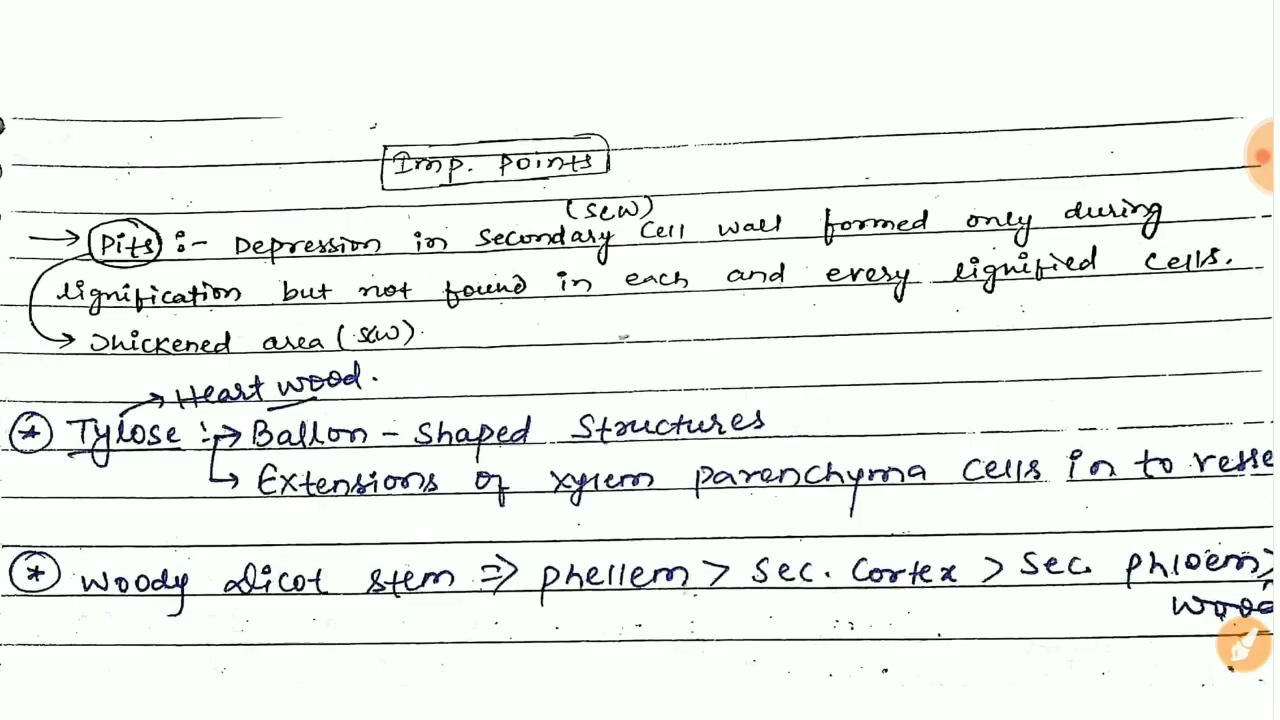 Imp. Points
(SCW)
→ Pits :- Depression in Secondary Cell wall formed only during
lignification but not found in each and every lignified cells.
→ Thickened area (SCW).
→ Heart wood.
* Tylose :→ Ballon - Shaped Structures
→ Extensions of xylem parenchyma cells in to vesse
* Woody Dicot stem => Phellem > Sec. Cortex > Sec. Phloem >
wood